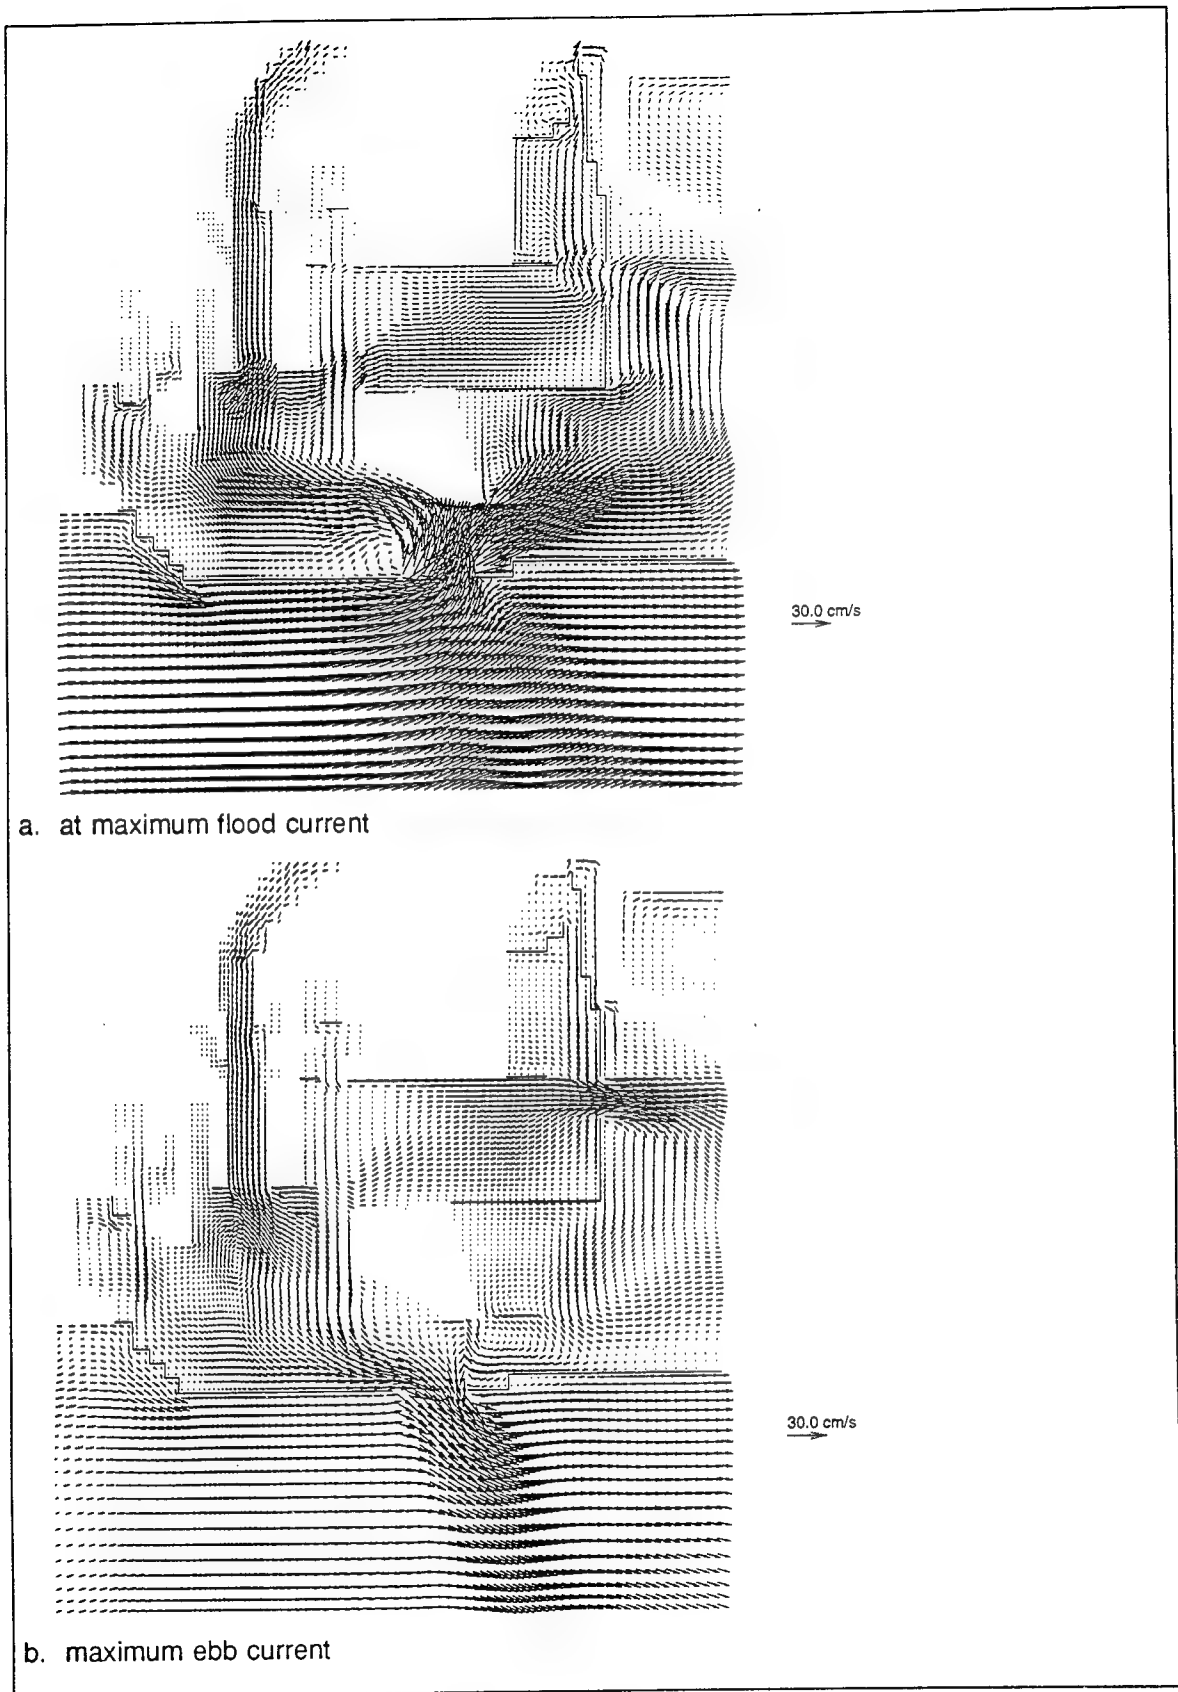 30.0 cm/s
a. at maximum flood current
30.0 cm/s
b. maximum ebb current